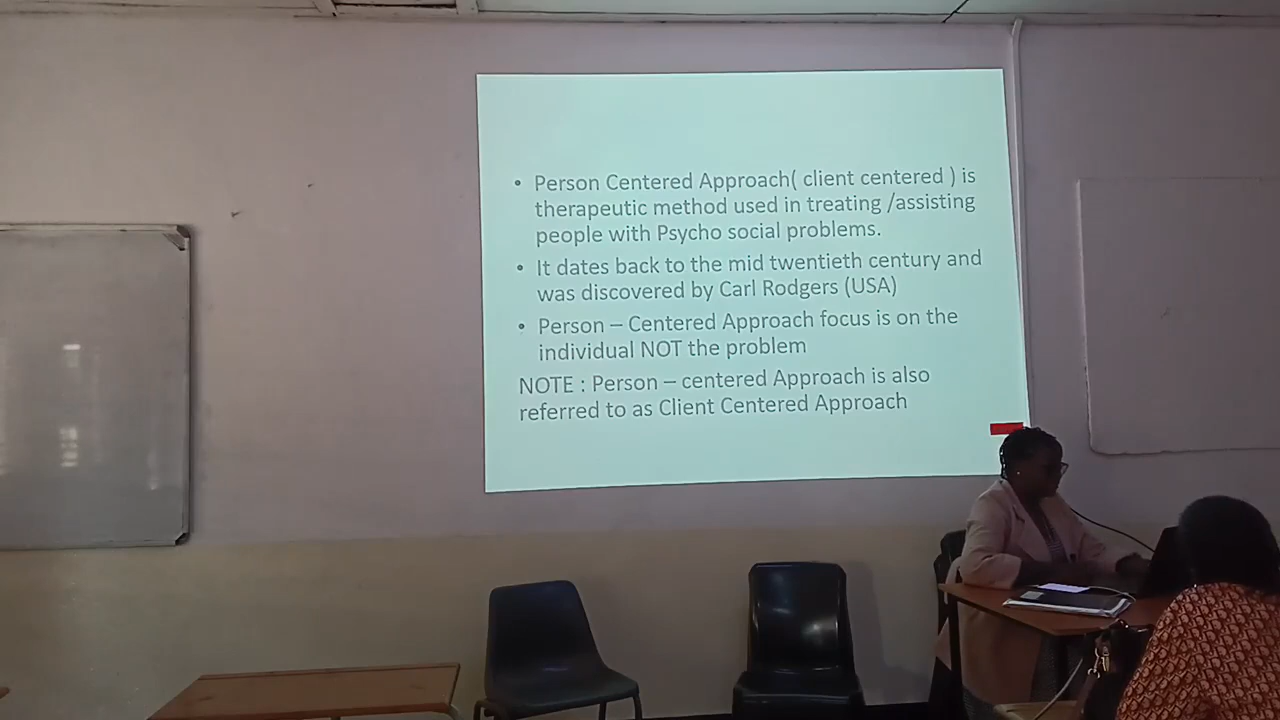 • Person Centered Approach( client centered ) is
therapeutic method used in treating /assisting
people with Psycho social problems.
• It dates back to the mid twentieth century and
was discovered by Carl Rodgers (USA)
• Person – Centered Approach focus is on the
individual NOT the problem
NOTE : Person – centered Approach is also
referred to as Client Centered Approach